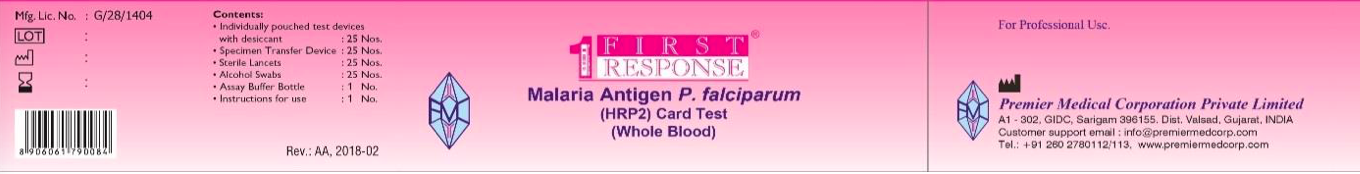 Mfg. Lic. No. : G/28/1404
LOT :
:
:
8 906061 790084
Contents:
• Individually pouched test devices
with desiccant : 25 Nos.
• Specimen Transfer Device : 25 Nos.
• Sterile Lancets : 25 Nos.
• Alcohol Swabs : 25 Nos.
• Assay Buffer Bottle : 1 No.
• Instructions for use : 1 No.
Rev.: AA, 2018-02
1 FIRST®
RESPONSE
Malaria Antigen P. falciparum
(HRP2) Card Test
(Whole Blood)
For Professional Use.
Premier Medical Corporation Private Limited
A1 - 302, GIDC, Sarigam 396155. Dist. Valsad, Gujarat, INDIA
Customer support email : info@premiermedcorp.com
Tel.: +91 260 2780112/113, www.premiermedcorp.com